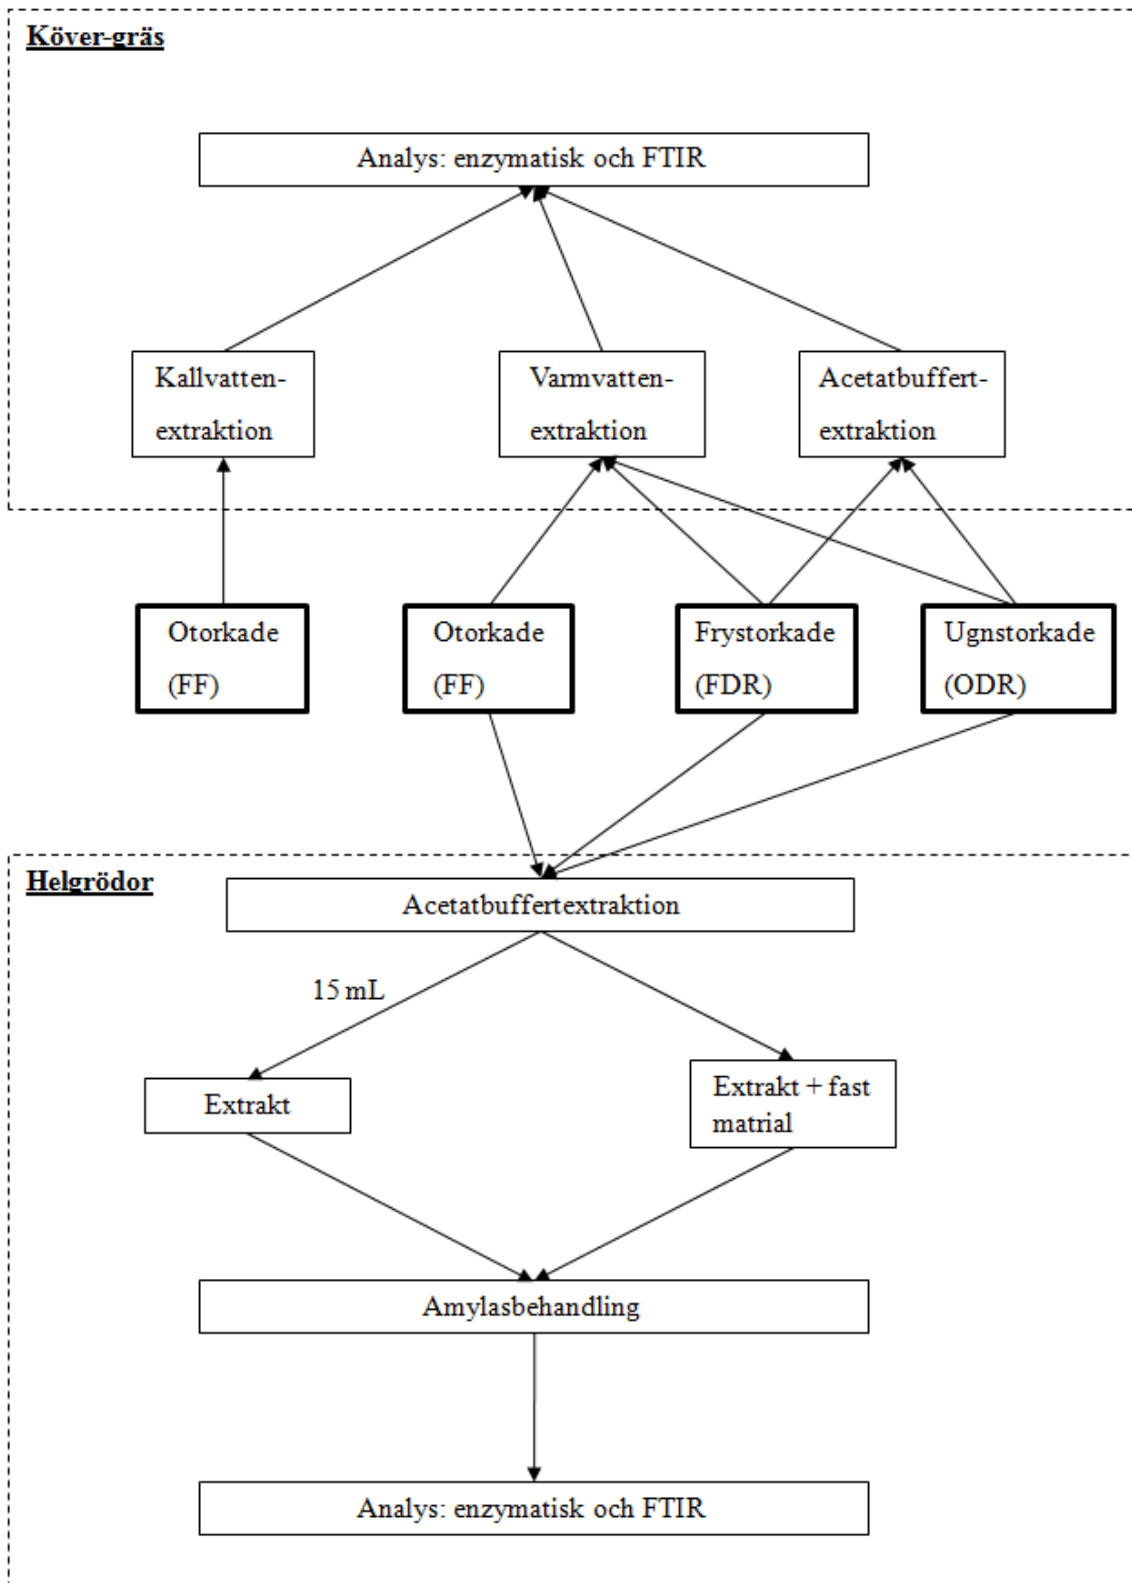 Köver-gräs
Analys: enzymatisk och FTIR
Kallvatten-
extraktion
Varmvatten-
extraktion
Acetatbuffert-
extraktion
Otorkade
(FF)
Otorkade
(FF)
Frystorkade
(FDR)
Ugnstorkade
(ODR)
Helgrödor
Acetatbuffertextraktion
15 mL
Extrakt
Extrakt + fast
matrial
Amylasbehandling
Analys: enzymatisk och FTIR